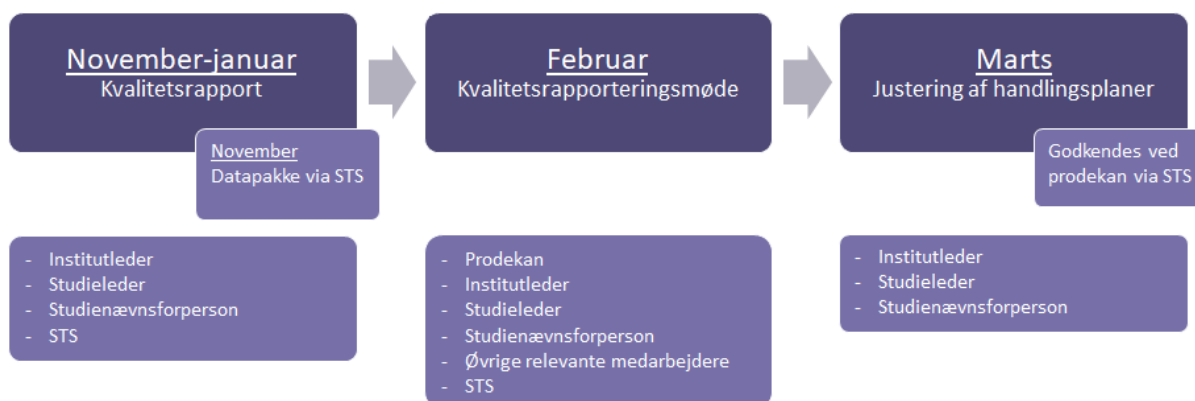 November-januar
Kvalitetsrapport
November
Datapakke via STS
- Institutleder
- Studieleder
- Studienævnsforperson
- STS
Februar
Kvalitetsrapporteringsmøde
- Prodekan
- Institutleder
- Studieleder
- Studienævnsforperson
- Øvrige relevante medarbejdere
- STS
Marts
Justering af handlingsplaner
Godkendes ved
prodekan via STS
- Institutleder
- Studieleder
- Studienævnsforperson